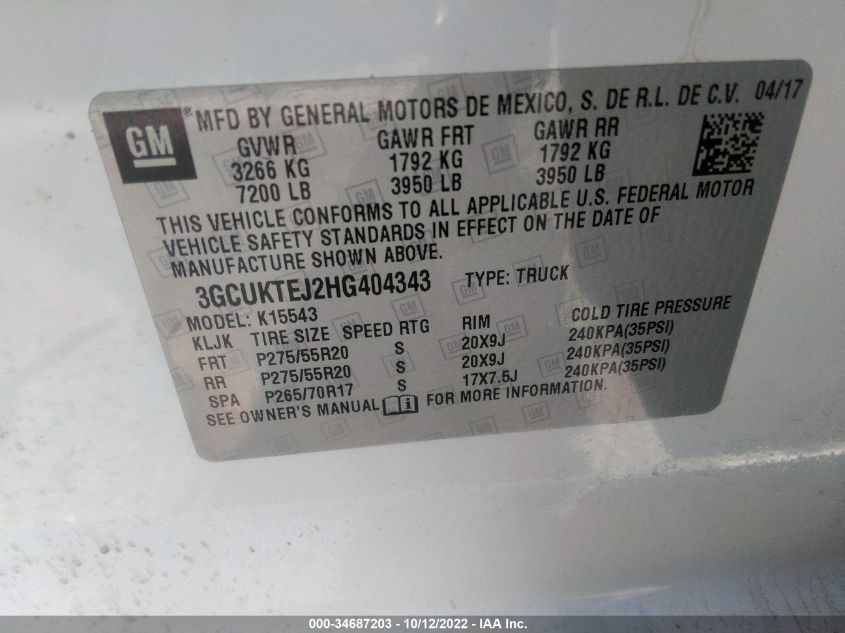 GM
MFD BY GENERAL MOTORS DE MEXICO, S. DE R.L. DE C.V. 04/17
GVWR GAWR FRT GAWR RR
3266 KG 1792 KG 1792 KG
7200 LB 3950 LB 3950 LB
THIS VEHICLE CONFORMS TO ALL APPLICABLE U.S. FEDERAL MOTOR
VEHICLE SAFETY STANDARDS IN EFFECT ON THE DATE OF
MANUFACTURE SHOWN ABOVE.
3GCUKTEJ2HG404343 TYPE: TRUCK
MODEL: K15543
KLJK TIRE SIZE SPEED RTG RIM COLD TIRE PRESSURE
FRT P275/55R20 S 20X9J 240KPA(35PSI)
RR P275/55R20 S 20X9J 240KPA(35PSI)
SPA P265/70R17 S 17X7.5J 240KPA(35PSI)
SEE OWNER'S MANUAL FOR MORE INFORMATION.
000-34687203 - 10/12/2022 - IAA Inc.